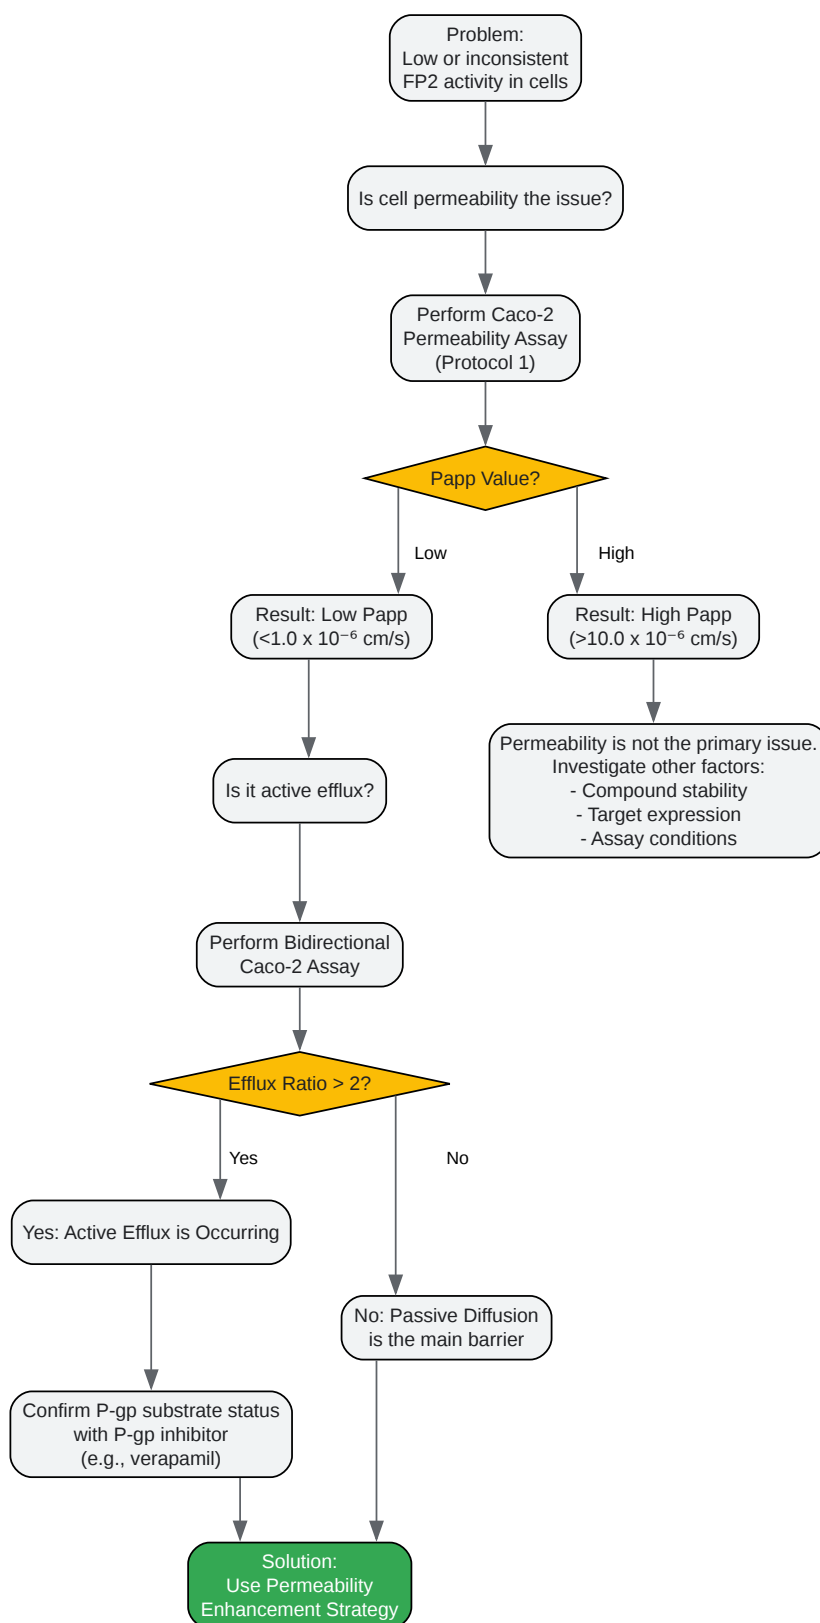 Problem:
Low or inconsistent
FP2 activity in cells
Is cell permeability the issue?
Perform Caco-2
Permeability Assay
(Protocol 1)
Papp Value?
Low
High
Result: Low Papp
(<1.0 x 10⁻⁶ cm/s)
Result: High Papp
(>10.0 x 10⁻⁶ cm/s)
Permeability is not the primary issue.
Investigate other factors:
- Compound stability
- Target expression
- Assay conditions
Is it active efflux?
Perform Bidirectional
Caco-2 Assay
Efflux Ratio > 2?
Yes
No
Yes: Active Efflux is Occurring
No: Passive Diffusion
is the main barrier
Confirm P-gp substrate status
with P-gp inhibitor
(e.g., verapamil)
Solution:
Use Permeability
Enhancement Strategy